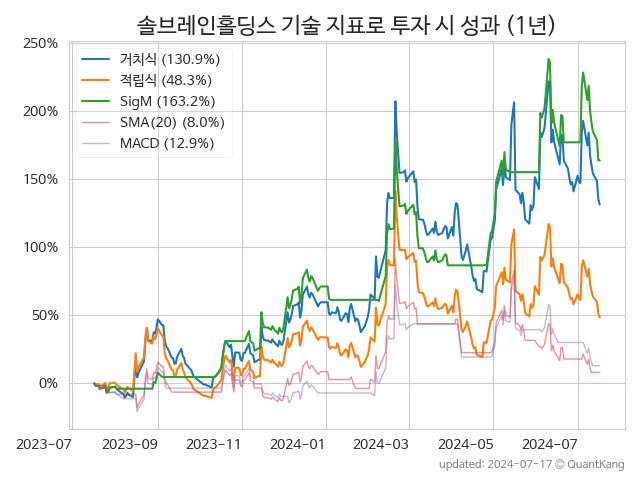 솔브레인홀딩스 기술 지표로 투자 시 성과 (1년)
250%
200%
150%
100%
50%
0%
거치식 (130.9%)
적립식 (48.3%)
SigM (163.2%)
SMA(20) (8.0%)
MACD (12.9%)
2023-07
2023-09
2023-11
2024-01
2024-03
2024-05
2024-07
updated: 2024-07-17 © QuantKang